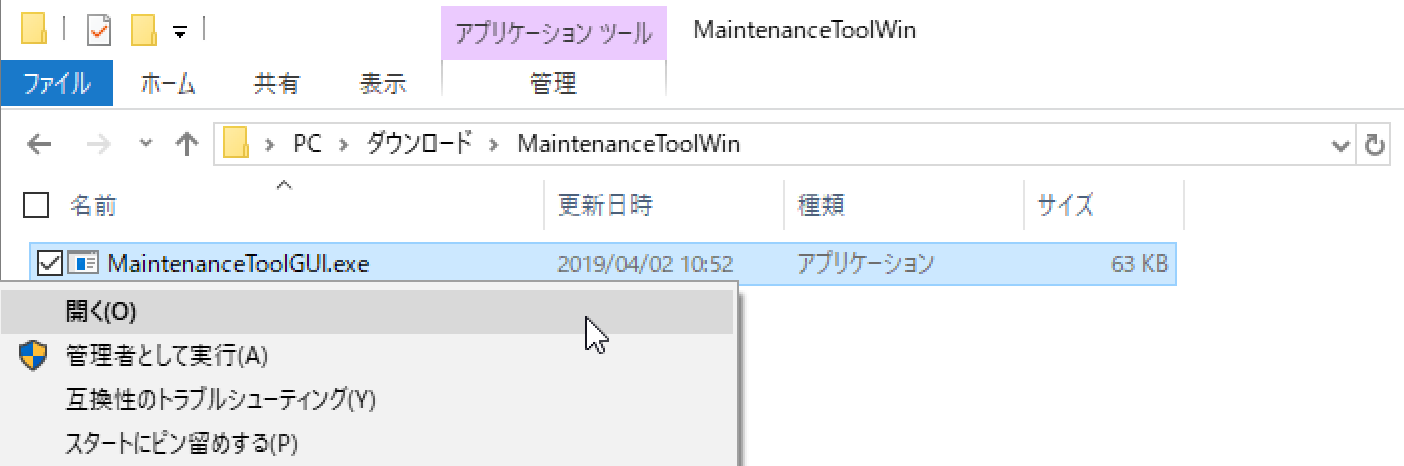 アプリケーション ツール MaintenanceToolWin
ファイル ホーム 共有 表示 管理
PC ダウンロード MaintenanceToolWin
名前 更新日時 種類 サイズ
MaintenanceToolGUI.exe 2019/04/02 10:52 アプリケーション 63 KB
開く(O)
管理者として実行(A)
互換性のトラブルシューティング(Y)
スタートにピン留めする(P)